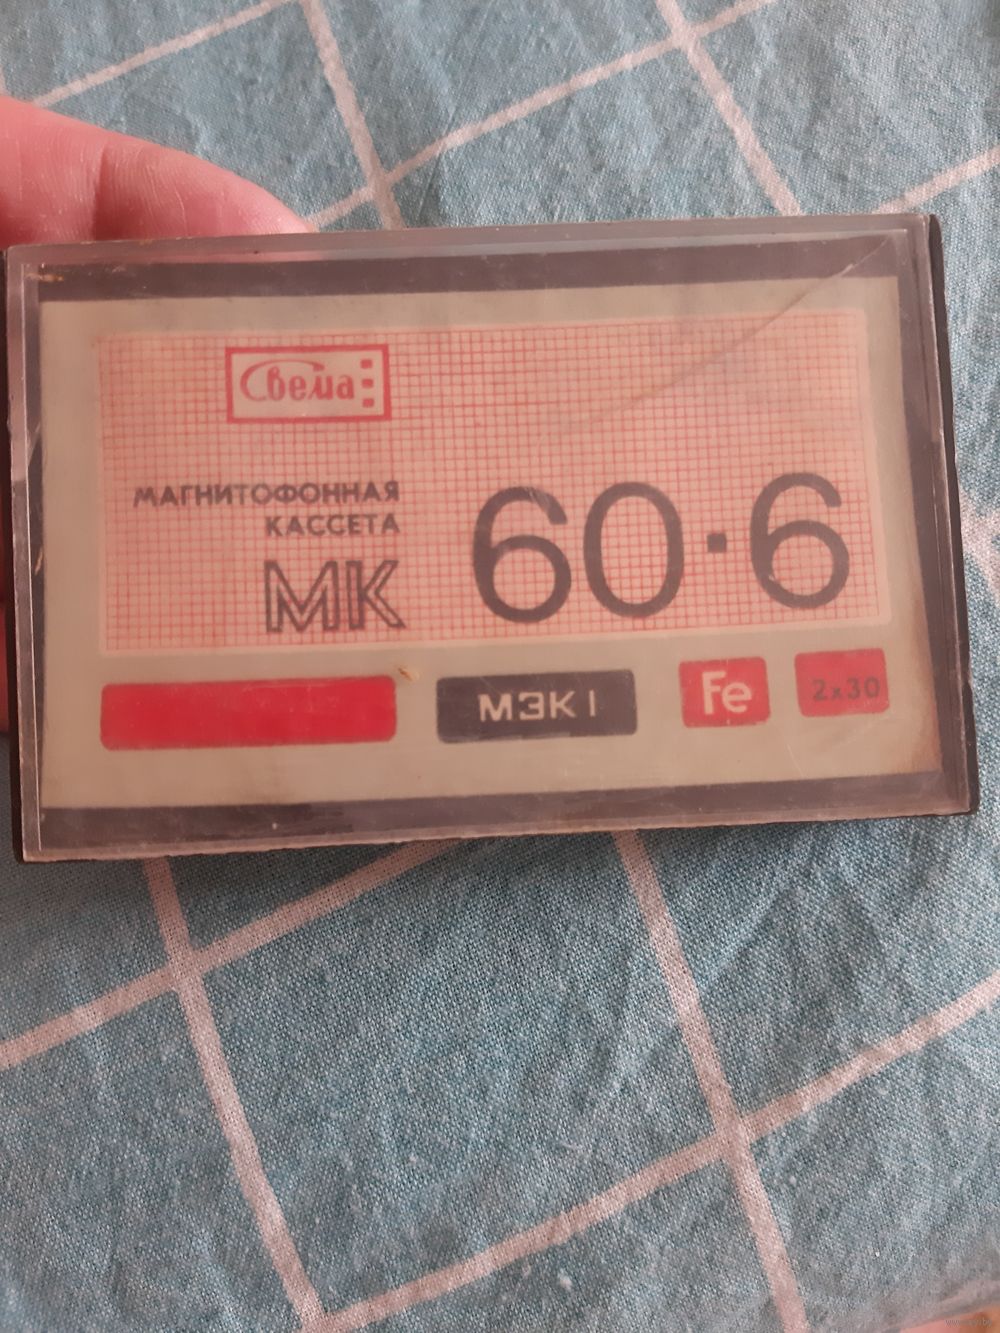 Свема
МАГНИТОФОННАЯ
КАССЕТА
МК
60·6
МЭК I
Fe
2x30